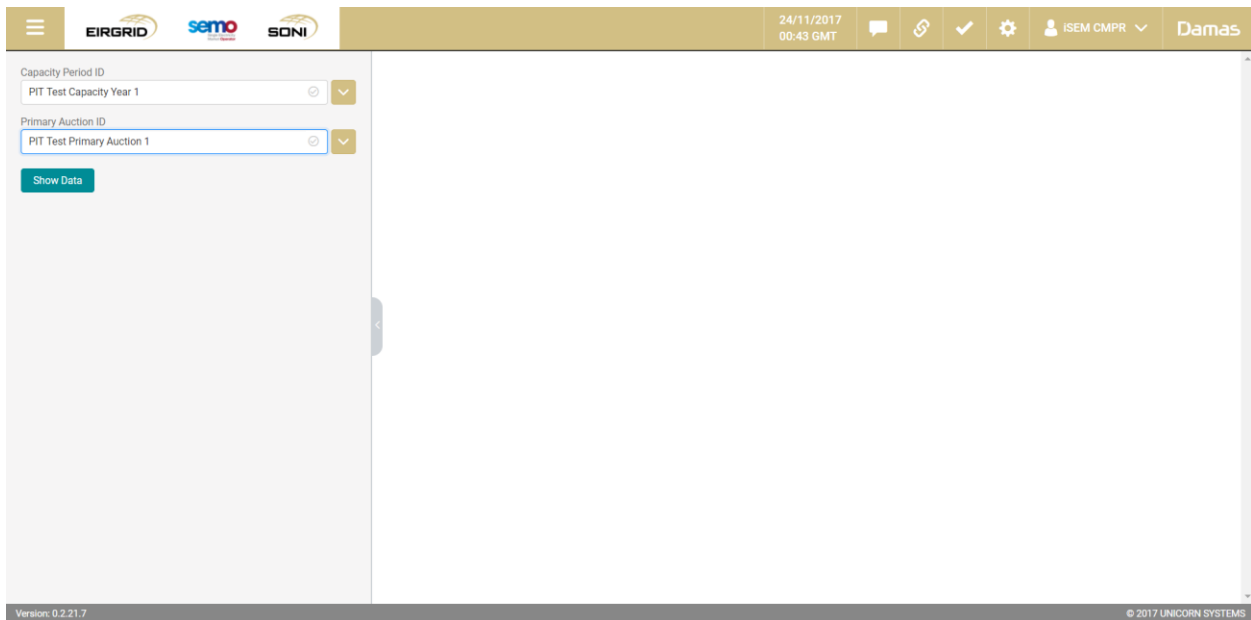 EIRGRID
semo
SONI
24/11/2017
00:43 GMT
iSEM CMPR
Damas
Capacity Period ID
PIT Test Capacity Year 1
Primary Auction ID
PIT Test Primary Auction 1
Show Data
Version: 0.2.21.7
© 2017 UNICORN SYSTEMS